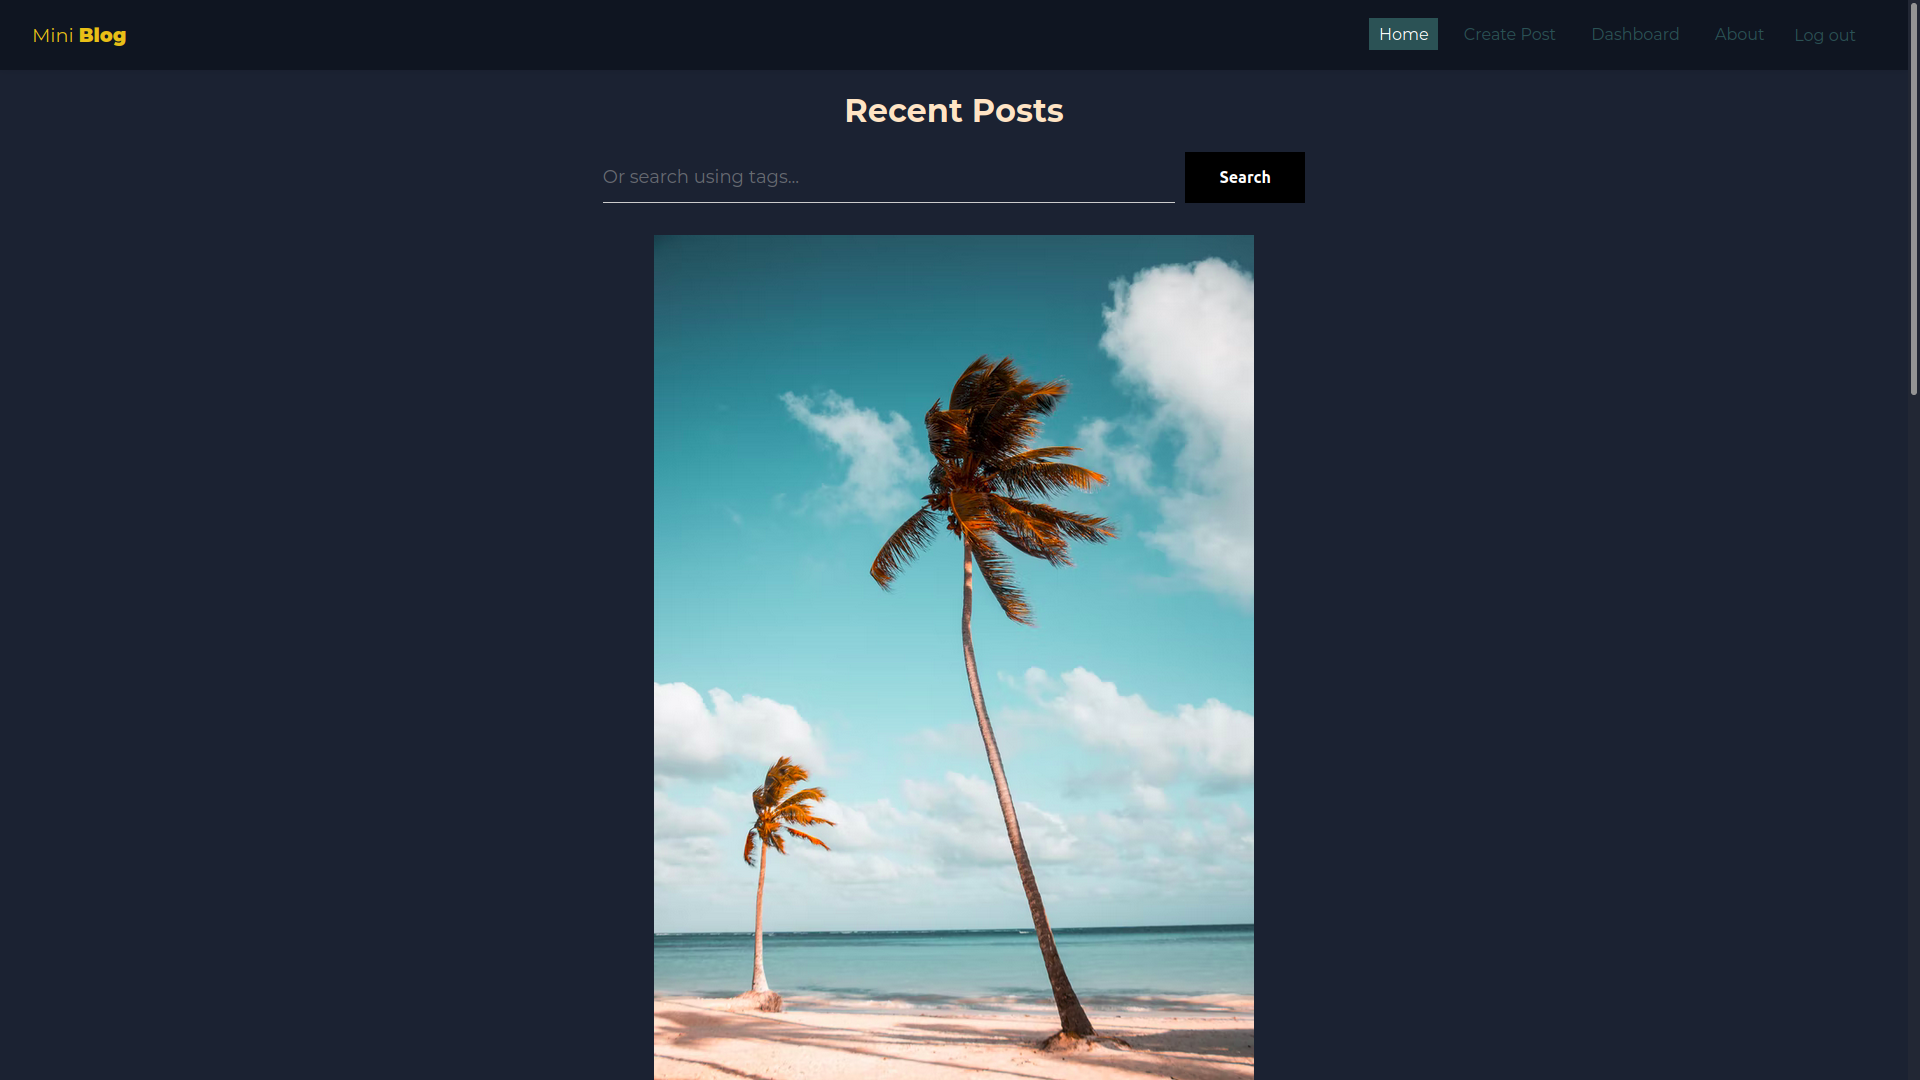 Mini Blog
Home
Create Post
Dashboard
About
Log out
Recent Posts
Or search using tags...
Search